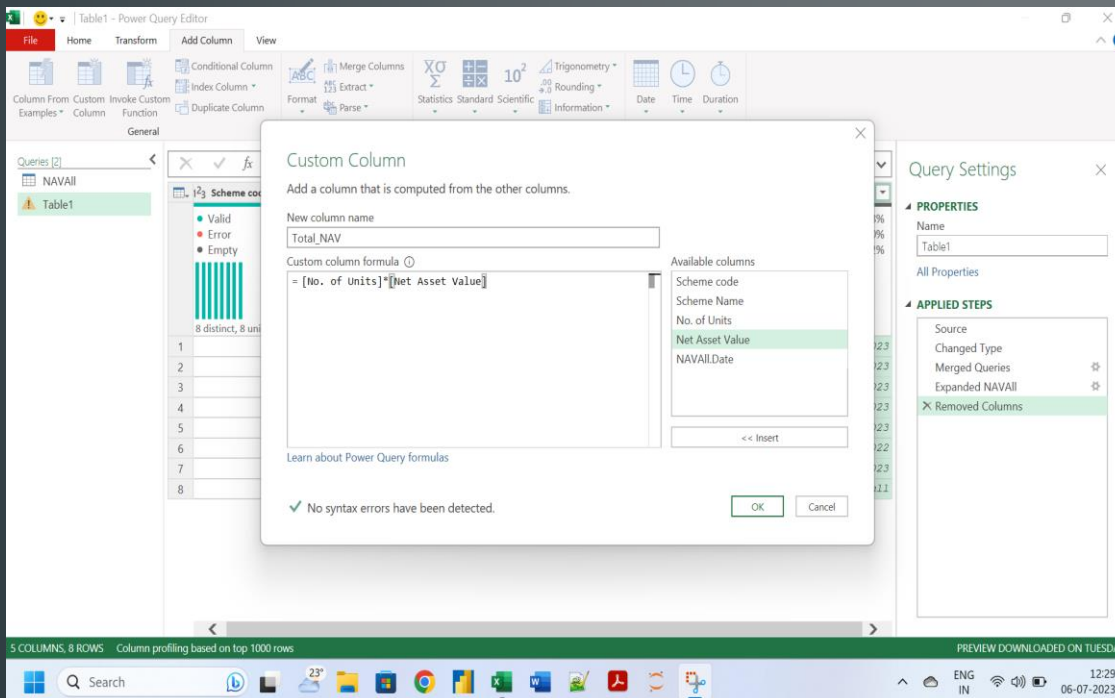 Table1 - Power Query Editor
File Home Transform Add Column View
Column From Examples
Custom Column
Invoke Custom Function
General
Conditional Column
Index Column
Duplicate Column
Format
Merge Columns
Extract
Parse
Statistics
Standard
Scientific
Trigonometry
Rounding
Information
Date
Time
Duration
Queries [2]
NAVAll
Table1
fx
Scheme
Valid
Error
Empty
8 distinct, 8
1
2
3
4
5
6
7
8
Custom Column
Add a column that is computed from the other columns.
New column name
Total_NAV
Custom column formula
= [No. of Units]*[Net Asset Value]
Available columns
Scheme code
Scheme Name
No. of Units
Net Asset Value
NAVAll.Date
<< Insert
Learn about Power Query formulas
No syntax errors have been detected.
OK
Cancel
Query Settings
PROPERTIES
Name
Table1
All Properties
APPLIED STEPS
Source
Changed Type
Merged Queries
Expanded NAVAll
Removed Columns
5 COLUMNS, 8 ROWS Column profiling based on top 1000 rows
PREVIEW DOWNLOADED ON
Search
23°
ENG
IN
06-07-2023